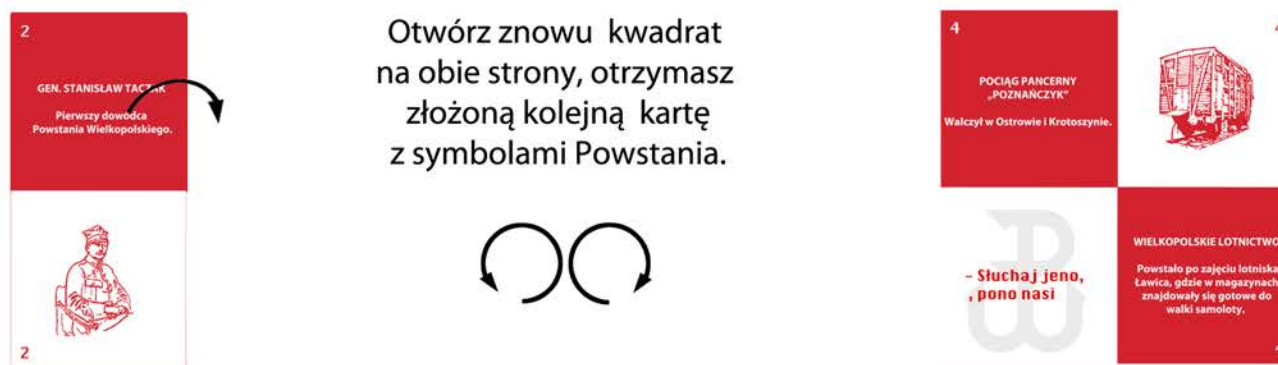 2
GEN. STANISŁAW TACZAK
Pierwszy dowódca
Powstania Wielkopolskiego.
2
Otwórz znowu kwadrat
na obie strony, otrzymasz
złożoną kolejną kartę
z symbolami Powstania.
4
POCIĄG PANCERNY
„POZNAŃCZYK”
Walczył w Ostrowie i Krotoszynie.
– Słuchaj jeno,
, pono nasi
WIELKOPOLSKIE LOTNICTWO
Powstało po zajęciu lotniska
Ławica, gdzie w magazynach
znajdowały się gotowe do
walki samoloty.